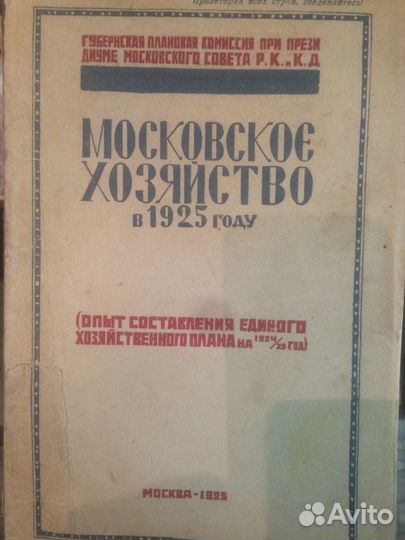 Пролетарии всех стран, соединяйтесь!
ГУБЕРНСКАЯ ПЛАНОВАЯ КОМИССИЯ ПРИ ПРЕЗИ
ДИУМЕ МОСКОВСКОГО СОВЕТА Р.К. и К.Д
МОСКОВСКОЕ
ХОЗЯЙСТВО
в 1925 году
(ОПЫТ СОСТАВЛЕНИЯ ЕДИНОГО
ХОЗЯЙСТВЕННОГО ПЛАНА НА 1924/25 ГОД)
МОСКВА-1925
Avito